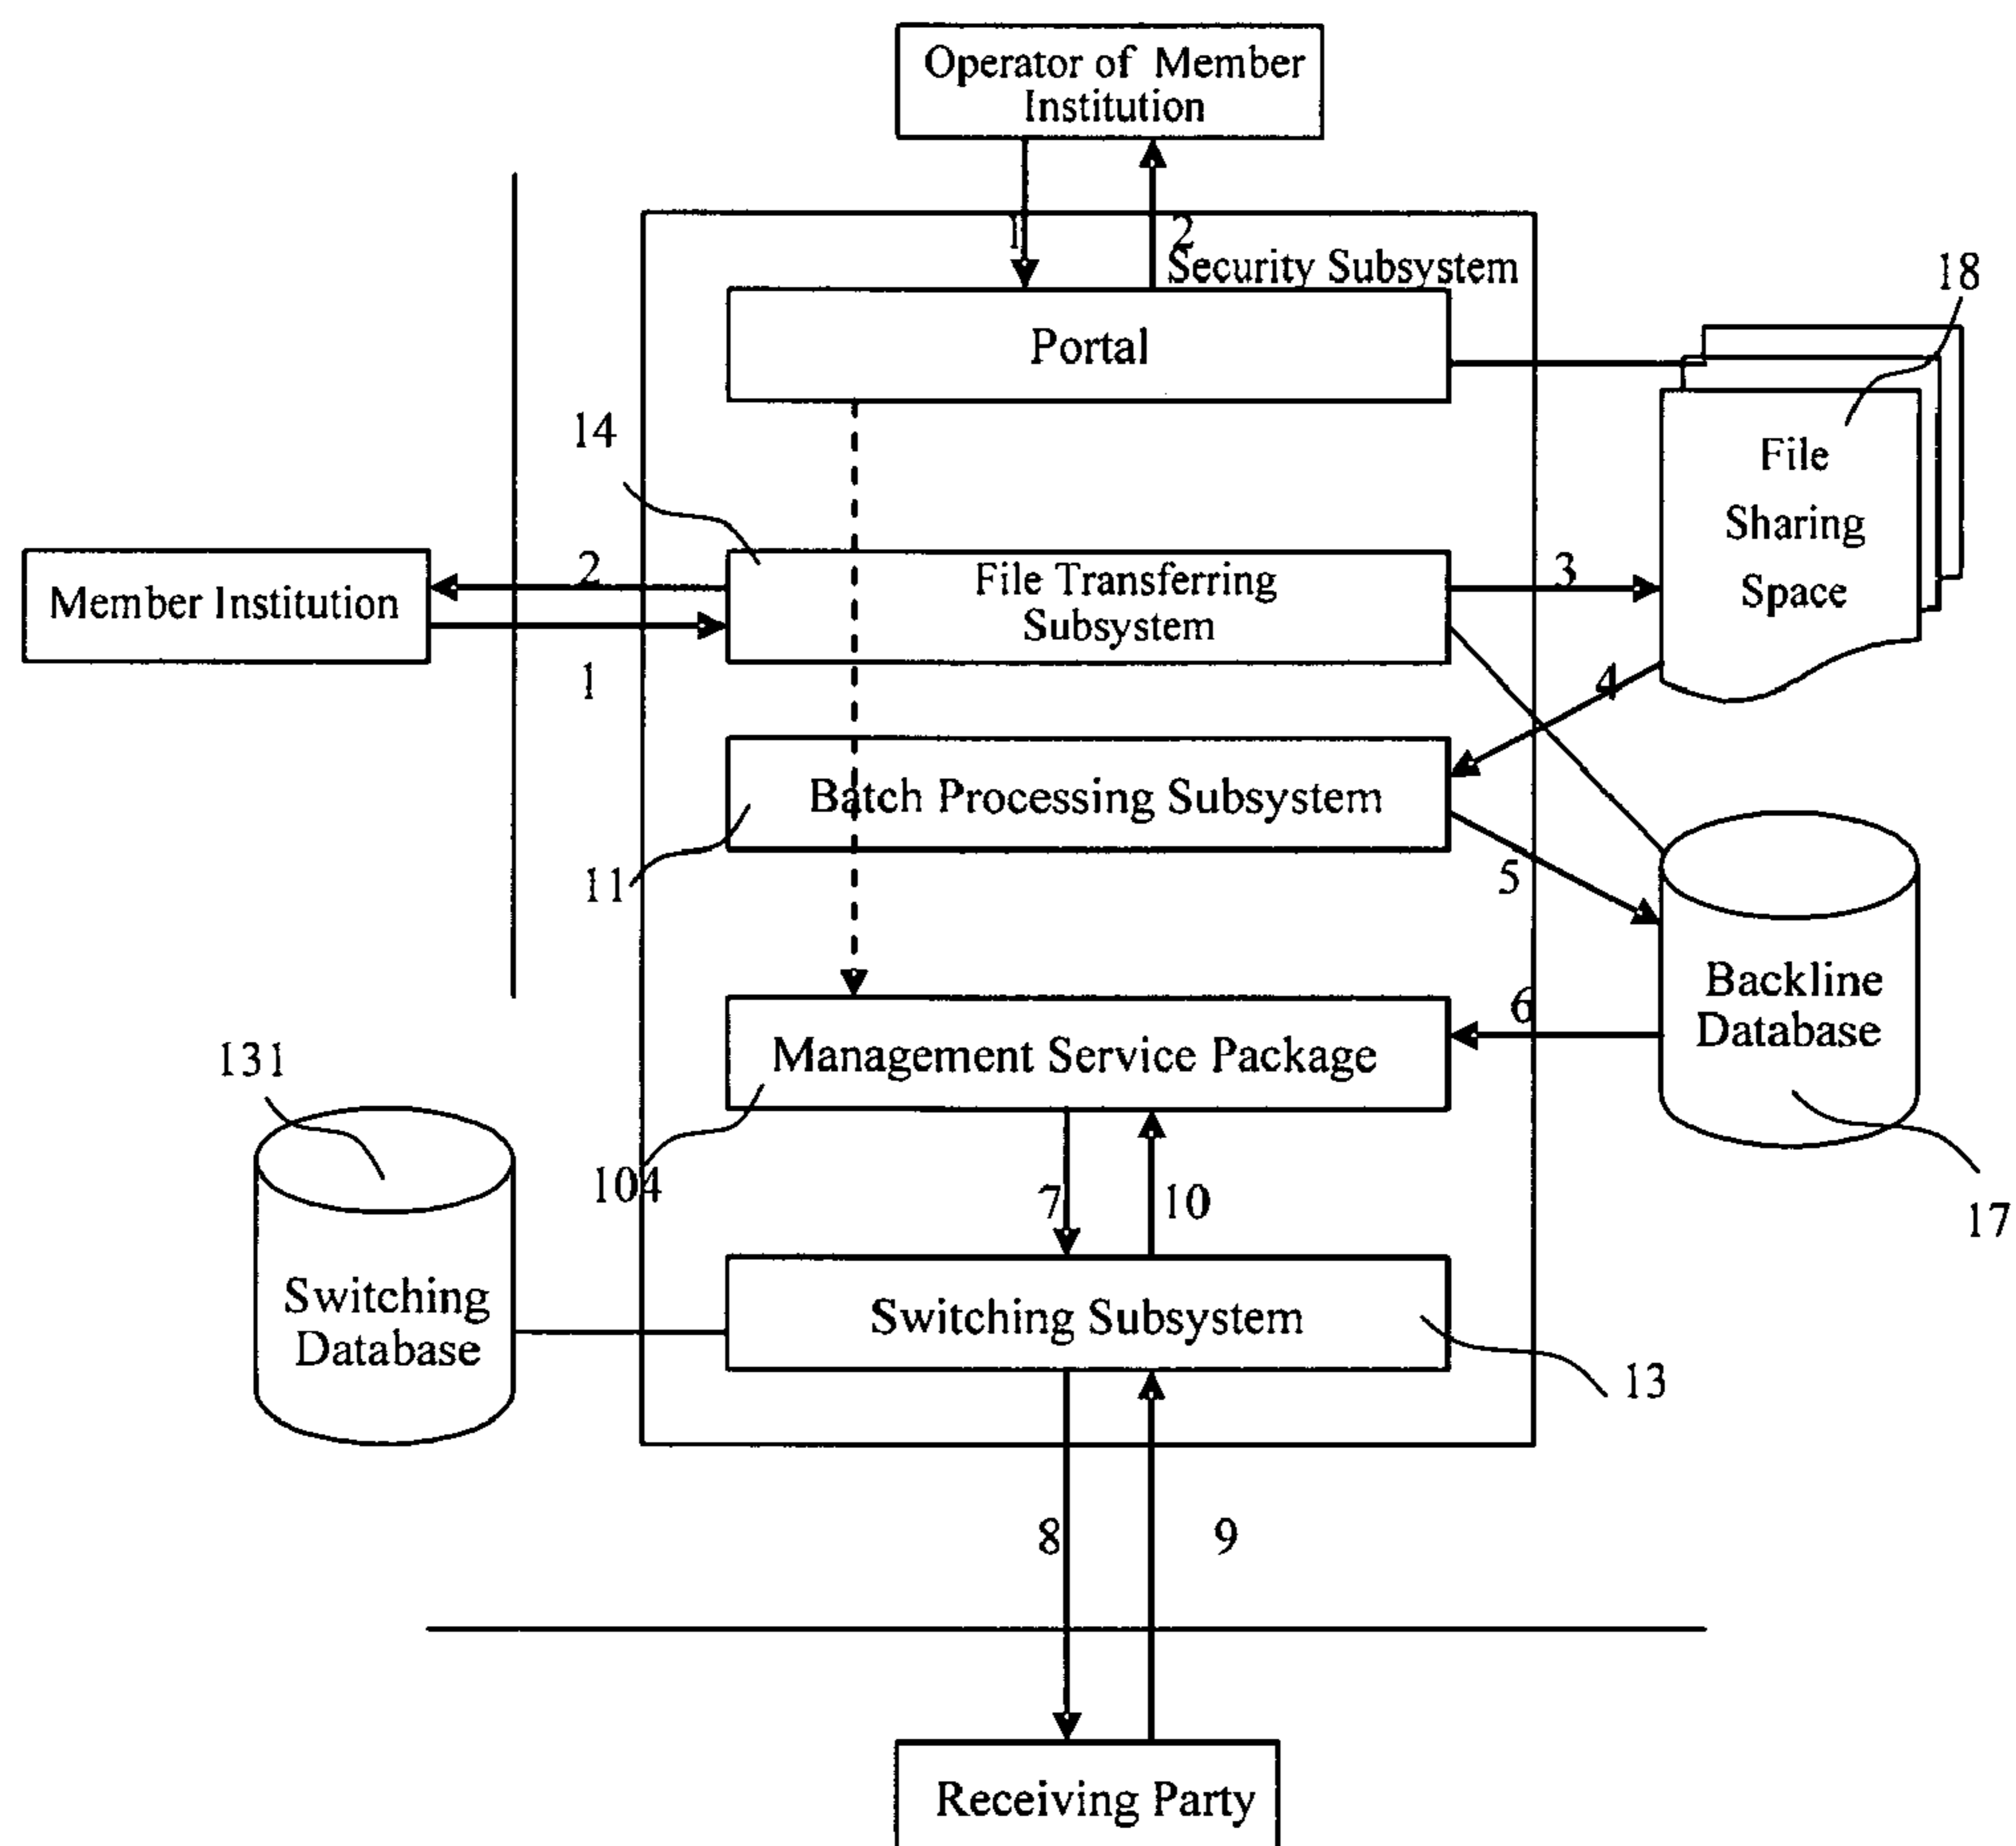 Operator of Member
Institution
1
2
Security Subsystem
Portal
18
14
File
Sharing
Space
Member Institution
2
1
File Transferring
Subsystem
3
4
Batch Processing Subsystem
11
5
Backline
Database
6
Management Service Package
131
104
7
10
17
Switching
Database
Switching Subsystem
13
8
9
Receiving Party